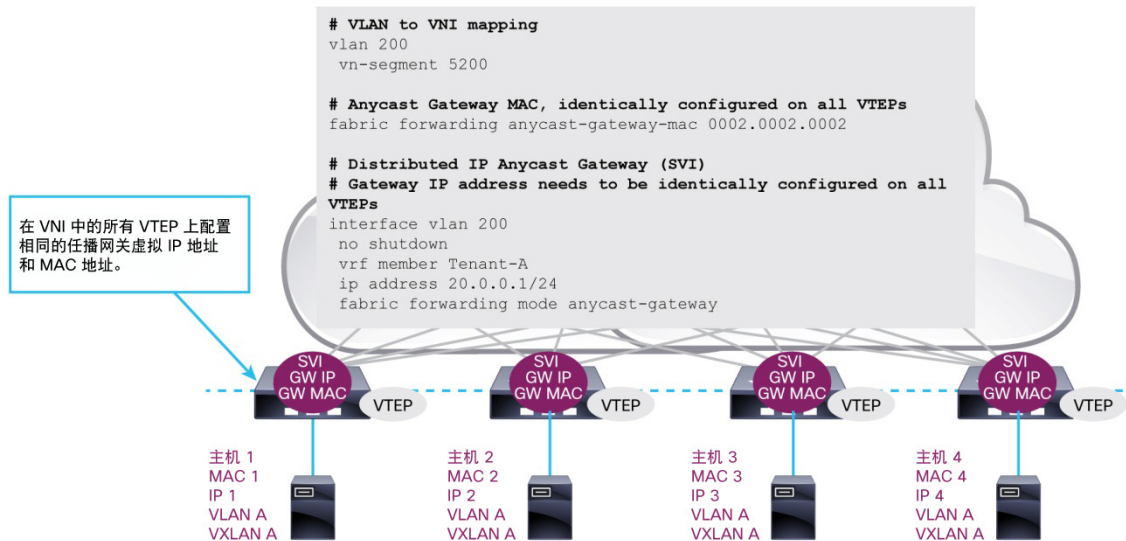 # VLAN to VNI mapping
vlan 200
vn-segment 5200
# Anycast Gateway MAC, identically configured on all VTEPs
fabric forwarding anycast-gateway-mac 0002.0002.0002
# Distributed IP Anycast Gateway (SVI)
# Gateway IP address needs to be identically configured on all
VTEPs
interface vlan 200
no shutdown
vrf member Tenant-A
ip address 20.0.0.1/24
fabric forwarding mode anycast-gateway
在 VNI 中的所有 VTEP 上配置
相同的任播网关虚拟 IP 地址
和 MAC 地址。
SVI
GW IP
GW MAC
VTEP
SVI
GW IP
GW MAC
VTEP
SVI
GW IP
GW MAC
VTEP
SVI
GW IP
GW MAC
VTEP
主机 1
MAC 1
IP 1
VLAN A
VXLAN A
主机 2
MAC 2
IP 2
VLAN A
VXLAN A
主机 3
MAC 3
IP 3
VLAN A
VXLAN A
主机 4
MAC 4
IP 4
VLAN A
VXLAN A